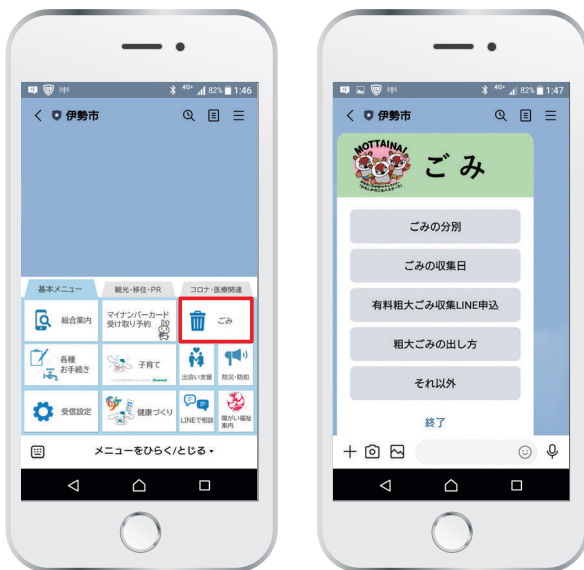 4G+ 82% 1:46
伊勢市
基本メニュー 観光・移住・PR コロナ・医療関連
総合案内
マイナンバーカード
受け取り予約
ごみ
各種
お手続き
子育て
出会い支援
防災・防犯
受信設定
健康づくり
LINEで相談
障がい福祉
案内
メニューをひらく/とじる
4G+ 82% 1:47
伊勢市
MOTTAINAI
ごみ
ごみの分別
ごみの収集日
有料粗大ごみ収集LINE申込
粗大ごみの出し方
それ以外
終了